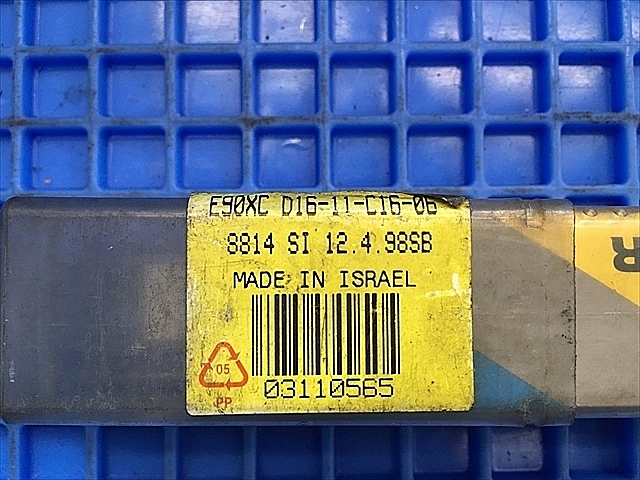 E90XC D16-11-C16-06
8814 SI 12.4.98SB
MADE IN ISRAEL
05
PP
03110565
R